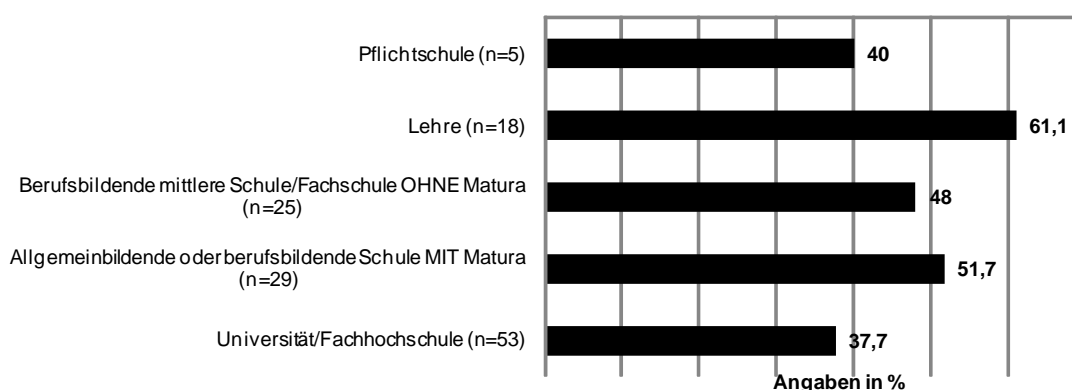 Pflichtschule (n=5)
40
Lehre (n=18)
61,1
Berufsbildende mittlere Schule/Fachschule OHNE Matura
(n=25)
48
Allgemeinbildende oder berufsbildende Schule MIT Matura
(n=29)
51,7
Universität/Fachhochschule (n=53)
37,7
Angaben in %